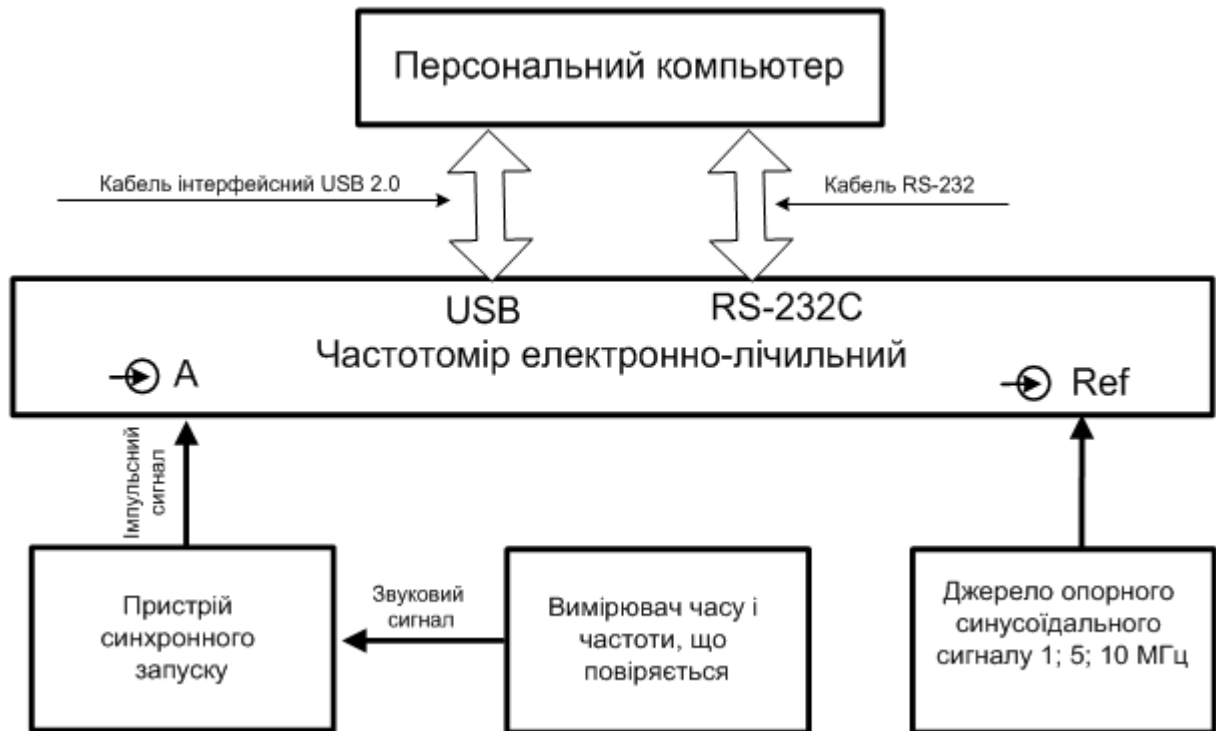 Персональний компьютер
Кабель інтерфейсний USB 2.0
Кабель RS-232
USB
RS-232C
Частотомір електронно-лічильний
A
Ref
Імпульсний
сигнал
Пристрій
синхронного
запуску
Звуковий
сигнал
Вимірювач часу і
частоти, що
повіряється
Джерело опорного
синусоїдального
сигналу 1; 5; 10 МГц